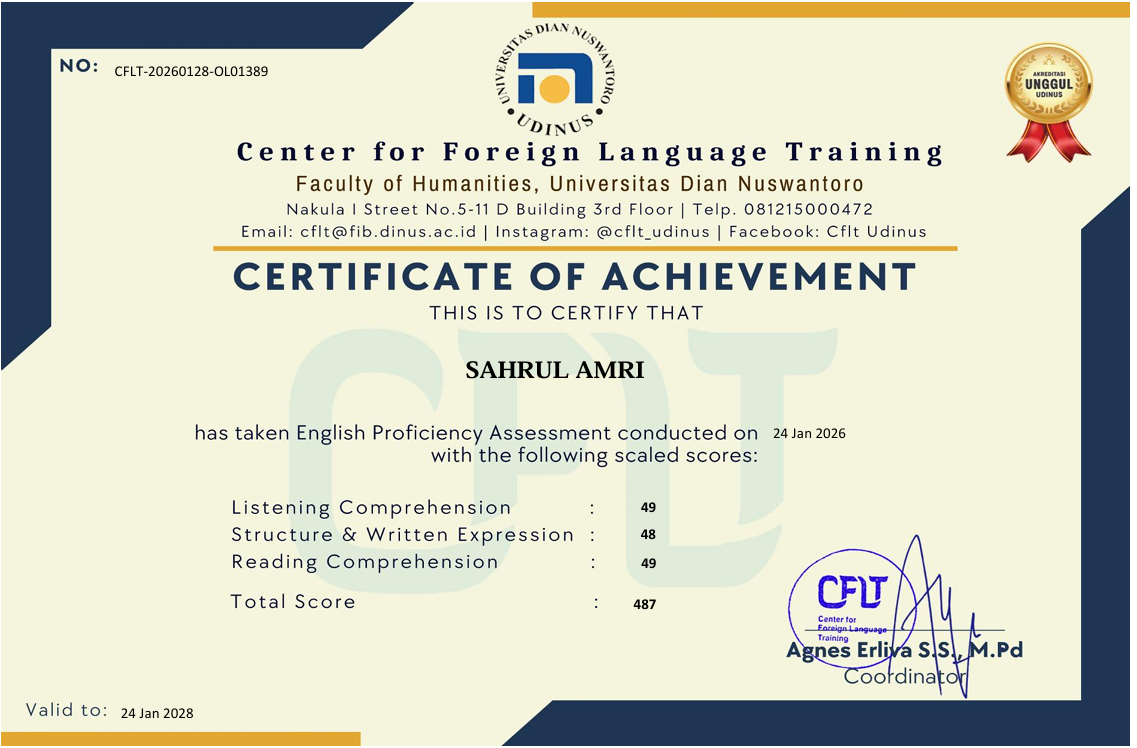 NO: CFLT-20260128-OL01389
UNIVERSITAS DIAN NUSWANTORO
• UDINUS •
AKREDITASI
UNGGUL
UDINUS
Center for Foreign Language Training
Faculty of Humanities, Universitas Dian Nuswantoro
Nakula I Street No.5-11 D Building 3rd Floor | Telp. 081215000472
Email: cflt@fib.dinus.ac.id | Instagram: @cflt_udinus | Facebook: Cflt Udinus
CERTIFICATE OF ACHIEVEMENT
THIS IS TO CERTIFY THAT
CFLT
SAHRUL AMRI
has taken English Proficiency Assessment conducted on 24 Jan 2026
with the following scaled scores:
Listening Comprehension : 49
Structure & Written Expression : 48
Reading Comprehension : 49
Total Score : 487
CFLT
Center for
Foreign Language
Training
Agnes Erliva S.S., M.Pd
Coordinator
Valid to: 24 Jan 2028